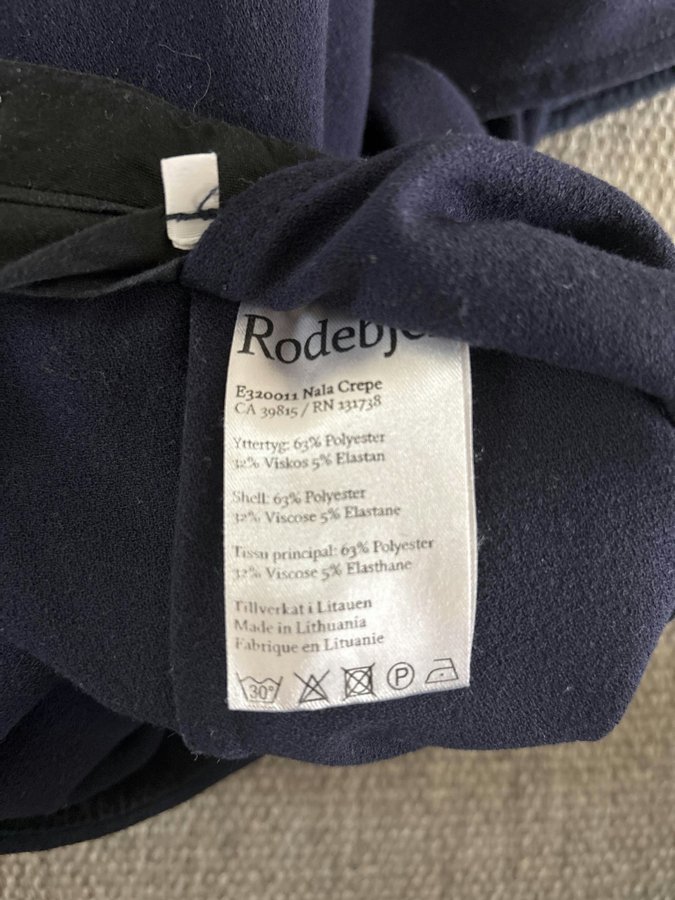 Rodebje
E320011 Nala Crepe
CA 39815 / RN 131738
Yttertyg: 63% Polyester
32% Viskos 5% Elastan
Shell: 63% Polyester
32% Viscose 5% Elastane
Tissu principal: 63% Polyester
32% Viscose 5% Elasthane
Tillverkat i Litauen
Made in Lithuania
Fabrique en Lituanie
30° P